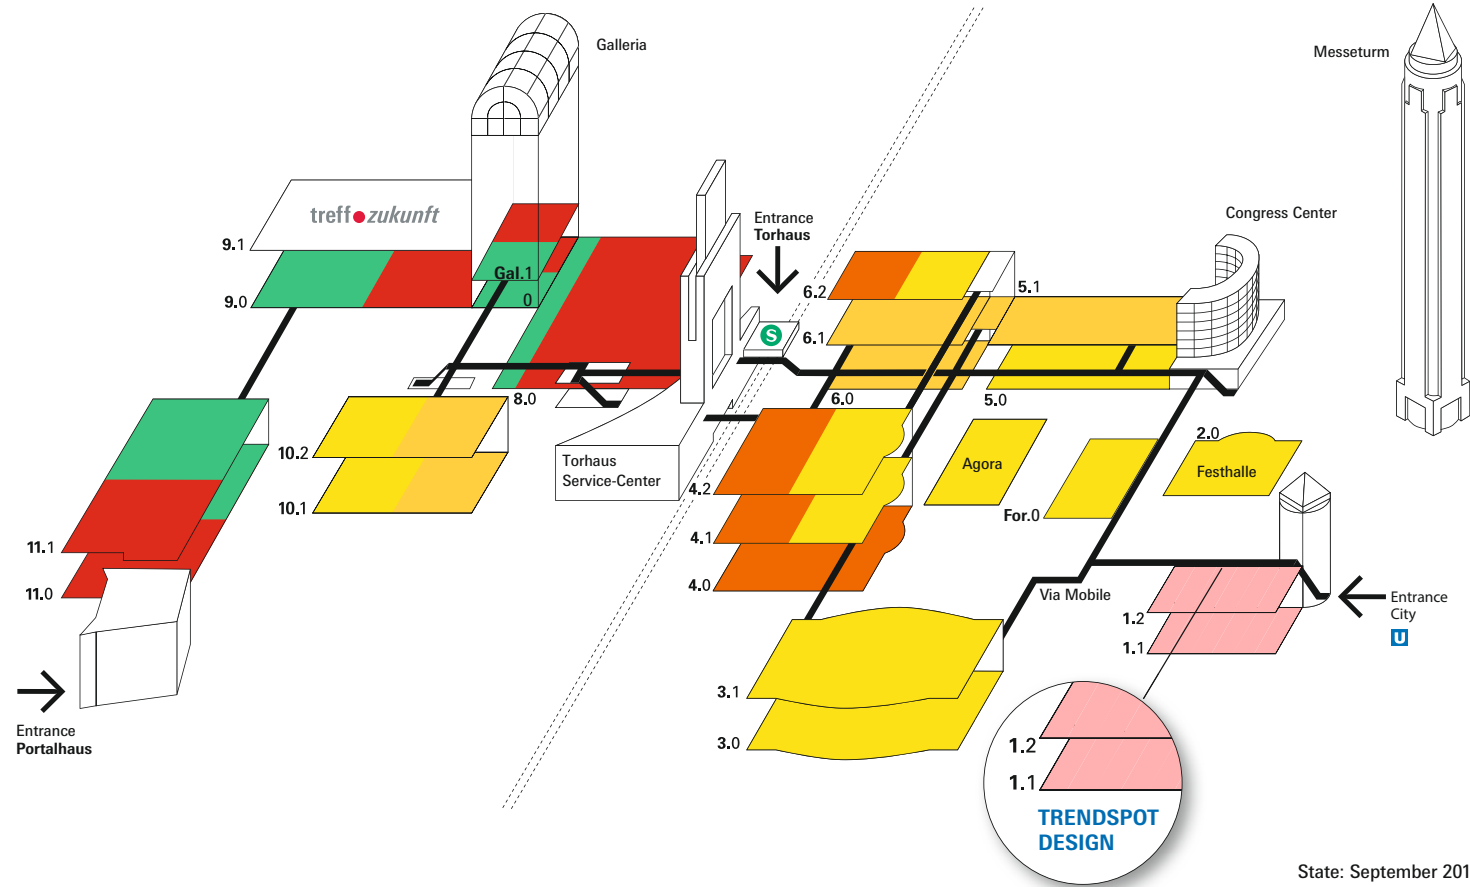 Galleria
Messeturm
treff zukunft
Entrance
Torhaus
Congress Center
9.1
Gal.1
9.0
0
6.2
5.1
6.1
S
8.0
6.0
5.0
2.0
10.2
Torhaus
Service-Center
Agora
Festhalle
4.2
10.1
For.0
11.1
4.1
11.0
4.0
Via Mobile
Entrance
City
U
1.2
1.1
3.1
Entrance
Portalhaus
3.0
1.2
1.1
TRENDSPOT
DESIGN
State: September 201